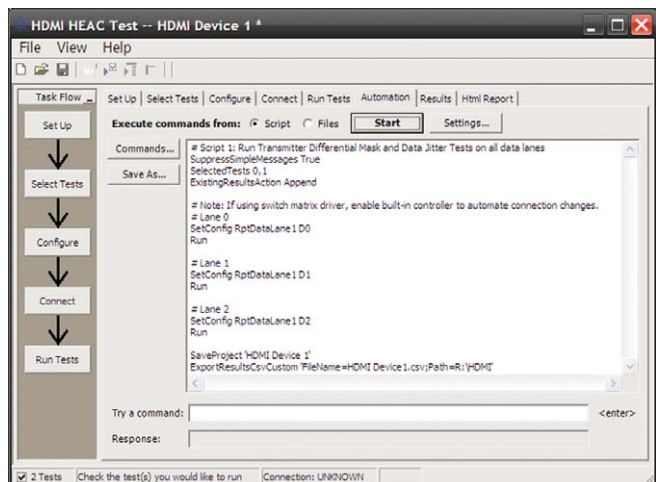 HDMI HEAC Test -- HDMI Device 1 *
File View Help
Task Flow
Set Up
Select Tests
Configure
Connect
Run Tests
Set Up Select Tests Configure Connect Run Tests Automation Results Html Report
Execute commands from: Script Files Start Settings...
Commands...
Save As...
# Script 1: Run Transmitter Differential Mask and Data Jitter Tests on all data lanes
SuppressSimpleMessages True
SelectedTests 0,1
ExistingResultsAction Append
# Note: If using switch matrix driver, enable built-in controller to automate connection changes.
# Lane 0
SetConfig RptDataLane1 D0
Run
# Lane 1
SetConfig RptDataLane1 D1
Run
# Lane 2
SetConfig RptDataLane1 D2
Run
SaveProject 'HDMI Device 1'
ExportResultsCsvCustom 'FileName=HDMI Device1.csv;Path=R:\HDMI'
Try a command: <enter>
Response:
2 Tests Check the test(s) you would like to run Connection: UNKNOWN